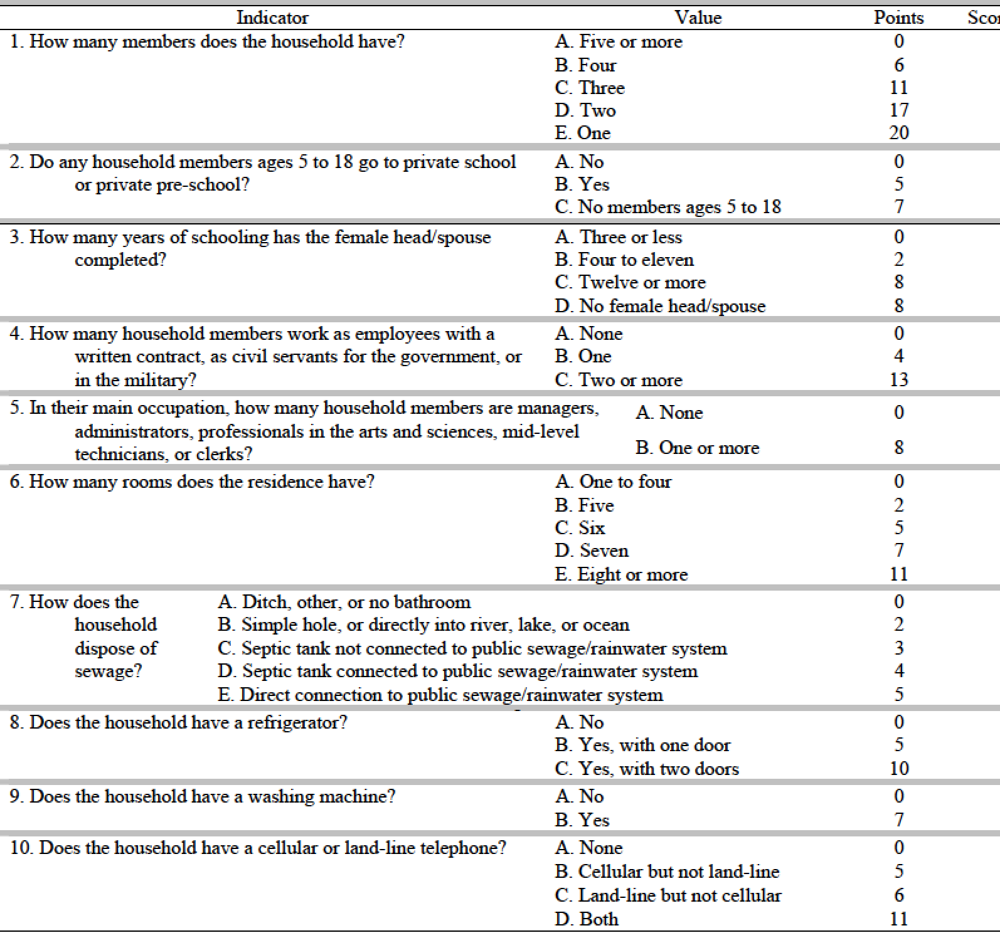 Indicator Value Points Scor
1. How many members does the household have? A. Five or more 0
B. Four 6
C. Three 11
D. Two 17
E. One 20
2. Do any household members ages 5 to 18 go to private school A. No 0
or private pre-school? B. Yes 5
C. No members ages 5 to 18 7
3. How many years of schooling has the female head/spouse A. Three or less 0
completed? B. Four to eleven 2
C. Twelve or more 8
D. No female head/spouse 8
4. How many household members work as employees with a A. None 0
written contract, as civil servants for the government, or B. One 4
in the military? C. Two or more 13
5. In their main occupation, how many household members are managers, A. None 0
administrators, professionals in the arts and sciences, mid-level
technicians, or clerks? B. One or more 8
6. How many rooms does the residence have? A. One to four 0
B. Five 2
C. Six 5
D. Seven 7
E. Eight or more 11
7. How does the A. Ditch, other, or no bathroom 0
household B. Simple hole, or directly into river, lake, or ocean 2
dispose of C. Septic tank not connected to public sewage/rainwater system 3
sewage? D. Septic tank connected to public sewage/rainwater system 4
E. Direct connection to public sewage/rainwater system 5
8. Does the household have a refrigerator? A. No 0
B. Yes, with one door 5
C. Yes, with two doors 10
9. Does the household have a washing machine? A. No 0
B. Yes 7
10. Does the household have a cellular or land-line telephone? A. None 0
B. Cellular but not land-line 5
C. Land-line but not cellular 6
D. Both 11